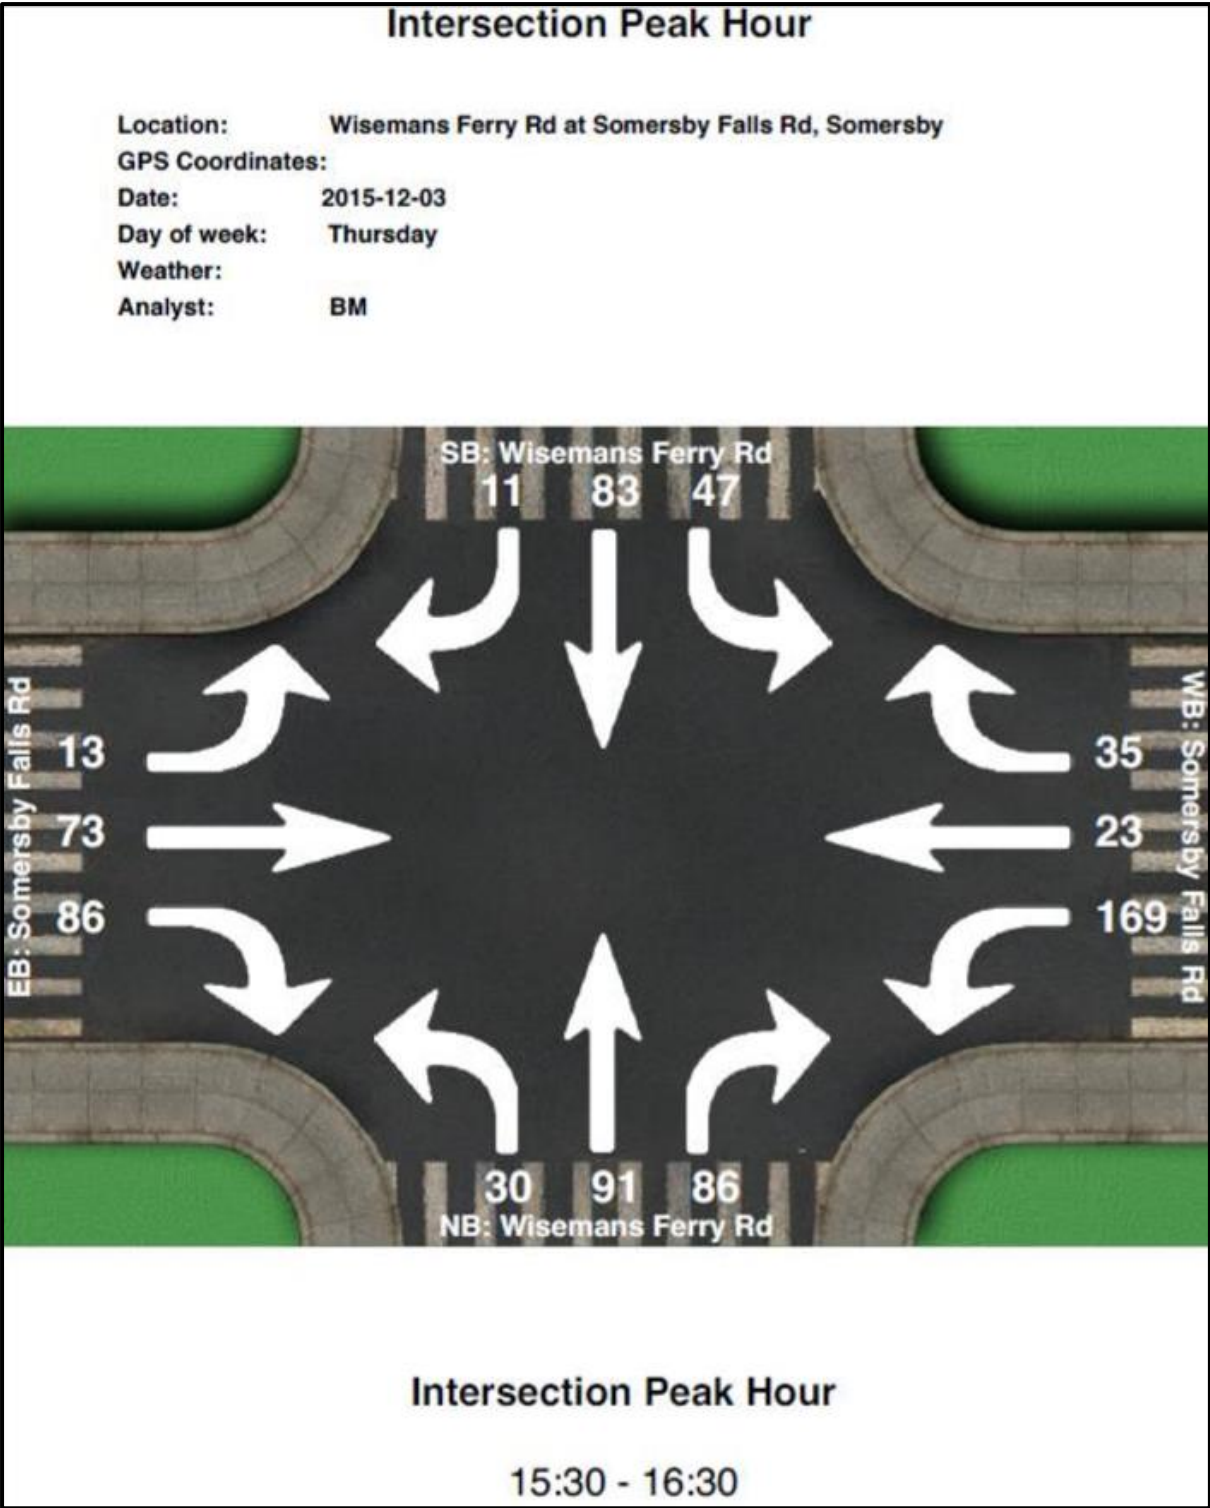 Intersection Peak Hour
Location: Wisemans Ferry Rd at Somersby Falls Rd, Somersby
GPS Coordinates:
Date: 2015-12-03
Day of week: Thursday
Weather:
Analyst: BM
SB: Wisemans Ferry Rd
11 83 47
EB: Somersby Falls Rd
13
73
86
35
23
169
WB: Somersby Falls Rd
30 91 86
NB: Wisemans Ferry Rd
Intersection Peak Hour
15:30 - 16:30